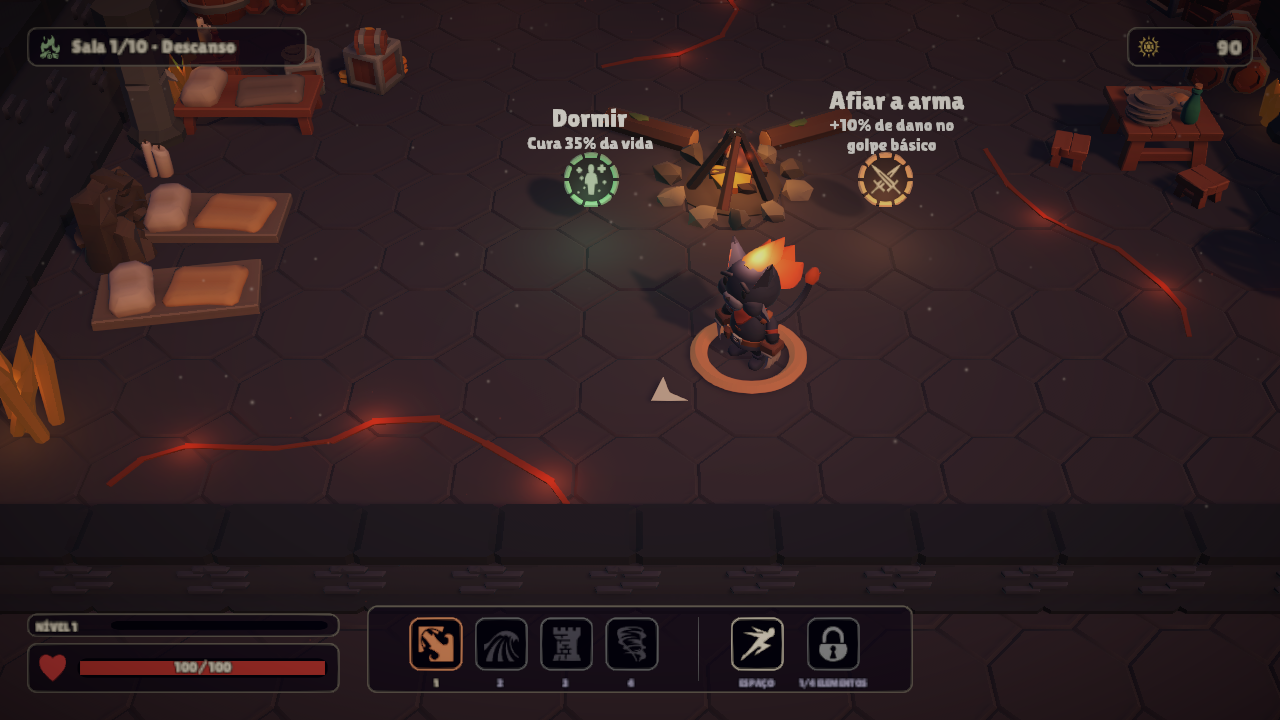 Sala 1/10 · Descanso
90
Dormir
Cura 35% da vida
Afiar a arma
+10% de dano no
golpe básico
NÍVEL 1
100/100
1
2
3
4
ESPAÇO
1/4 ELEMENTOS